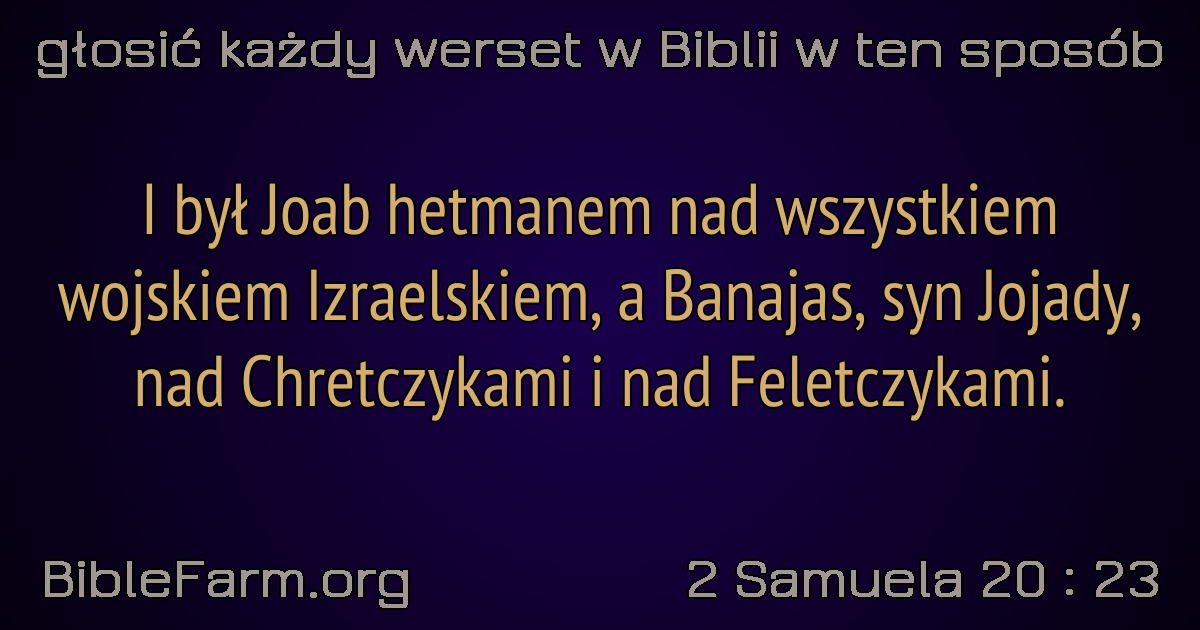 głosić każdy werset w Biblii w ten sposób
I był Joab hetmanem nad wszystkiem
wojskiem Izraelskiem, a Banajas, syn Jojady,
nad Chretczykami i nad Feletczykami.
BibleFarm.org
2 Samuela 20 : 23